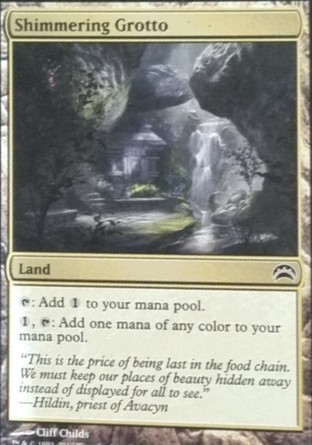 Shimmering Grotto
Land
: Add 1 to your mana pool.
1, : Add one mana of any color to your
mana pool.
"This is the price of being last in the food chain.
We must keep our places of beauty hidden away
instead of displayed for all to see."
—Hildin, priest of Avacyn
Cliff Childs